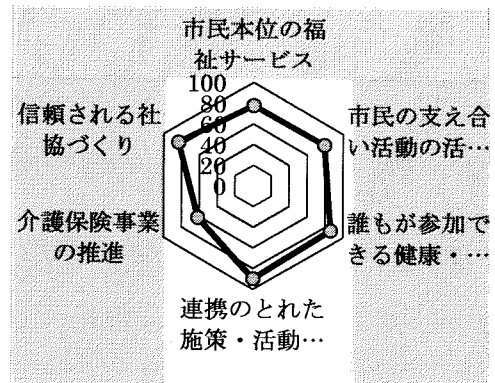 市民本位の福
祉サービス
100
80
60
40
20
0
市民の支え合
い活動の活…
誰もが参加で
きる健康・…
連携のとれた
施策・活動…
介護保険事業
の推進
信頼される社
協づくり